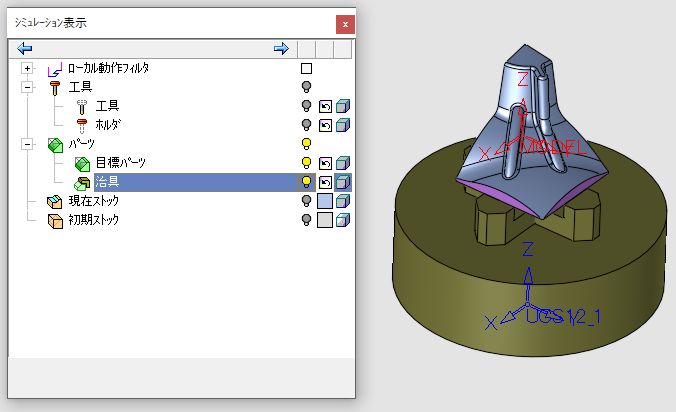 シミュレーション表示
x
ローカル動作フィルタ
工具
工具
ホルダ
パーツ
目標パーツ
治具
現在ストック
初期ストック
Z
X
MODEL
Z
X
UCS12_1